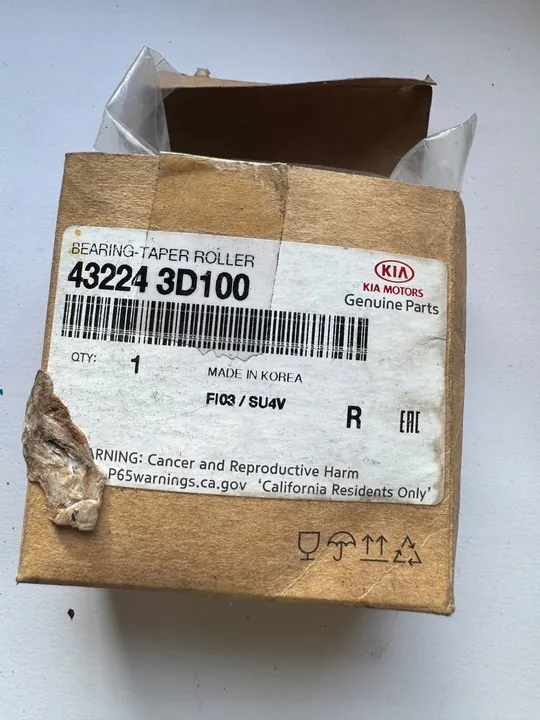 BEARING-TAPER ROLLER
43224 3D100
KIA
KIA MOTORS
Genuine Parts
QTY: 1
MADE IN KOREA
FI03 / SU4V
R
EAC
ARNING: Cancer and Reproductive Harm
P65warnings.ca.gov 'California Residents Only'